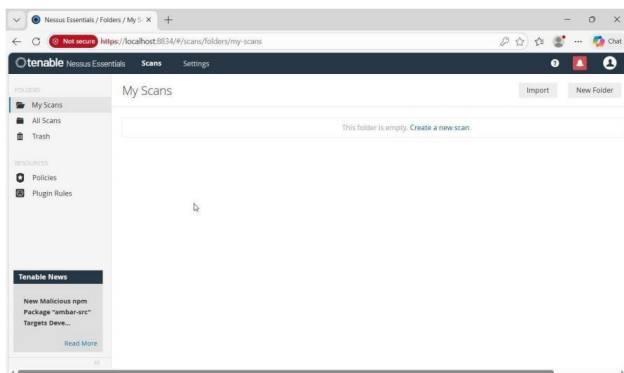 Nessus Essentials / Folders / My S
Not secure https://localhost:8834/#/scans/folders/my-scans
Chat
tenable Nessus Essentials Scans Settings
FOLDERS
My Scans
All Scans
Trash
RESOURCES
Policies
Plugin Rules
My Scans
Import New Folder
This folder is empty. Create a new scan.
Tenable News
New Malicious npm
Package "ambar-src"
Targets Deve...
Read More